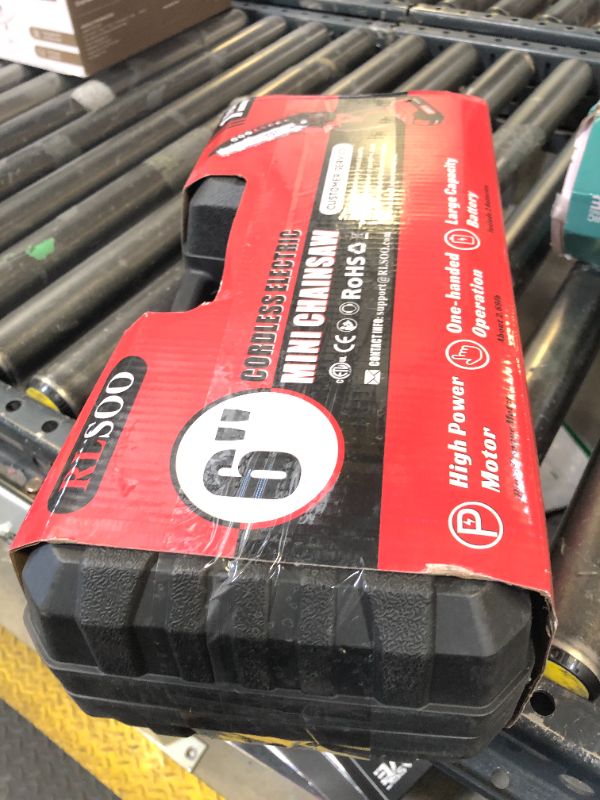 RLSOO
6"
CORDLESS ELECTRIC
MINI CHAINSAW
CE RoHS
CONTACT INFO: support@RLSOO.com
CUSTOMER SERVICE
High Power
Motor
One-handed
Operation
Large Capacity
Battery